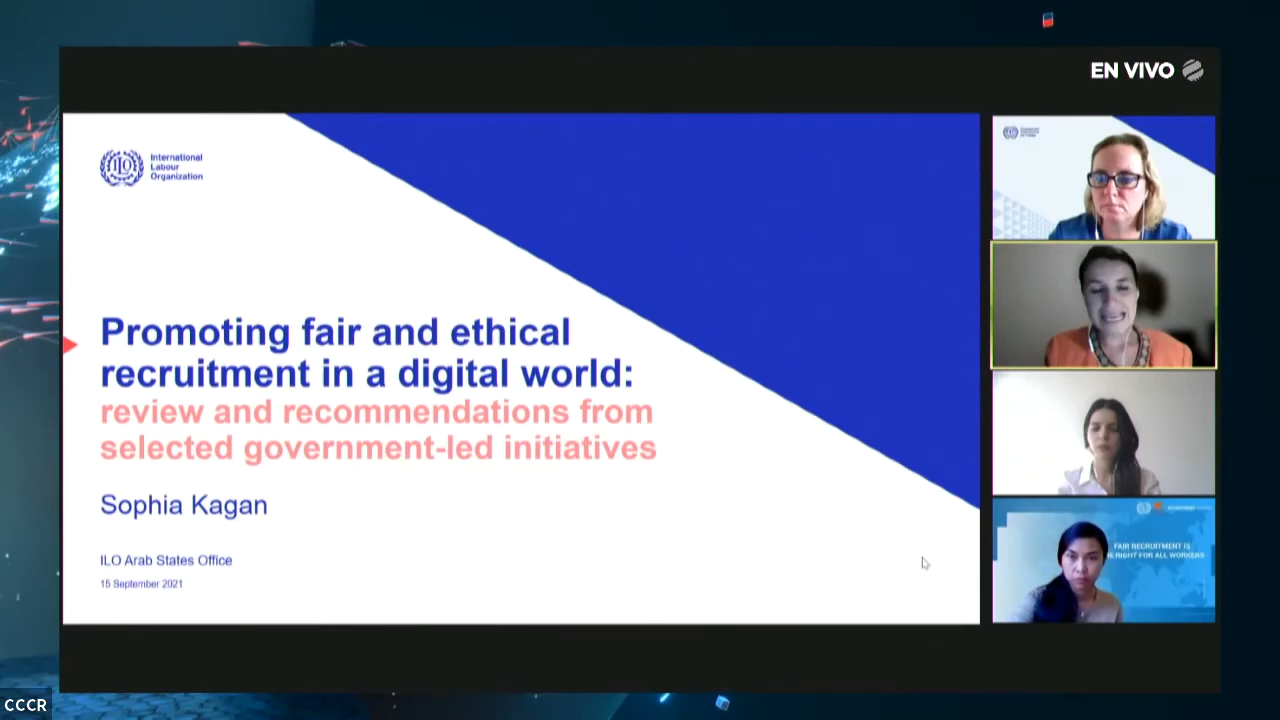 EN VIVO
ILO
International
Labour
Organization
Promoting fair and ethical
recruitment in a digital world:
review and recommendations from
selected government-led initiatives
Sophia Kagan
ILO Arab States Office
15 September 2021
FAIR RECRUITMENT IS
RIGHT FOR ALL WORKERS
CCCR